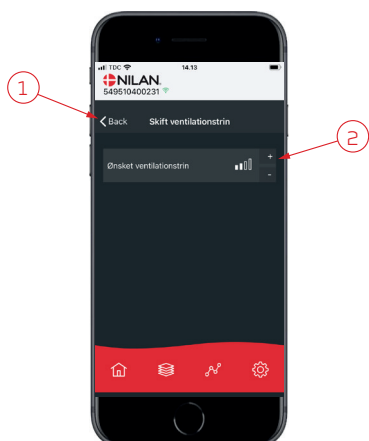 TDC 14.13
NILAN
549510400231
1
Back Skift ventilationstrin
2
Ønsket ventilationstrin + -